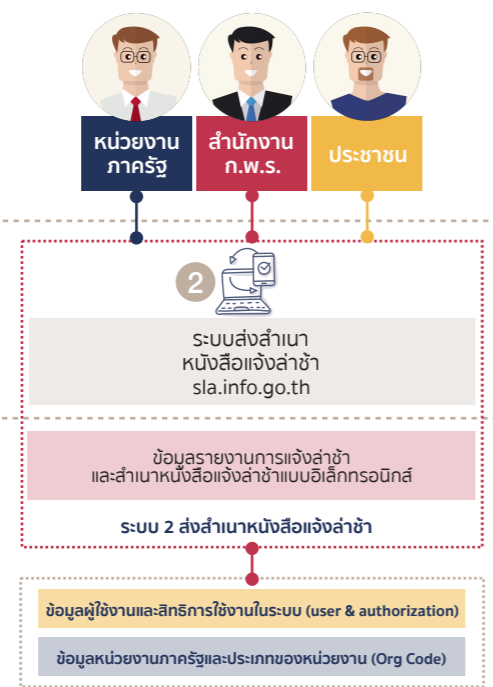 หน่วยงาน
ภาครัฐ
สำนักงาน
ก.พ.ร.
ประชาชน
2
ระบบส่งสำเนา
หนังสือแจ้งล่าช้า
sla.info.go.th
ข้อมูลรายงานการแจ้งล่าช้า
และสำเนาหนังสือแจ้งล่าช้าแบบอิเล็กทรอนิกส์
ระบบ 2 ส่งสำเนาหนังสือแจ้งล่าช้า
ข้อมูลผู้ใช้งานและสิทธิการใช้งานในระบบ (user & authorization)
ข้อมูลหน่วยงานภาครัฐและประเภทของหน่วยงาน (Org Code)